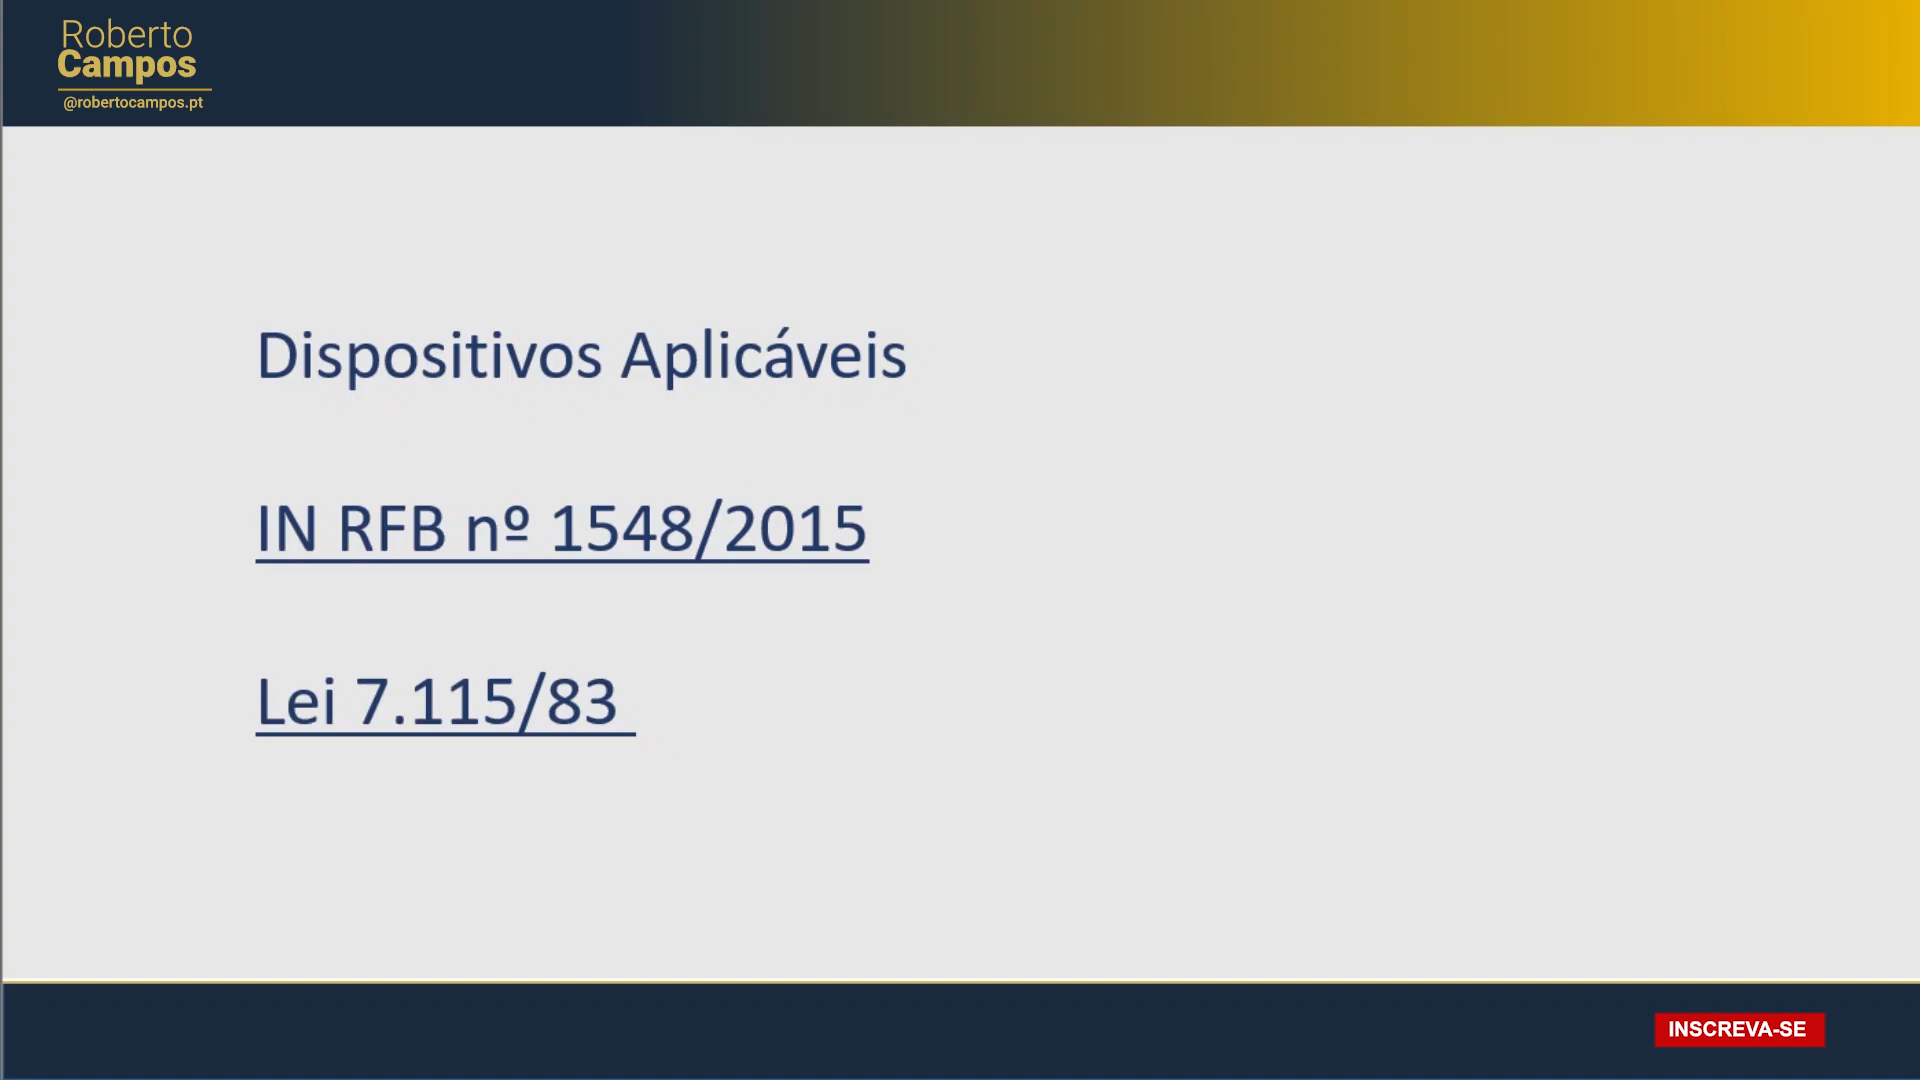 Roberto
Campos
@robertocampos.pt
Dispositivos Aplicáveis
IN RFB nº 1548/2015
Lei 7.115/83
INSCREVA-SE